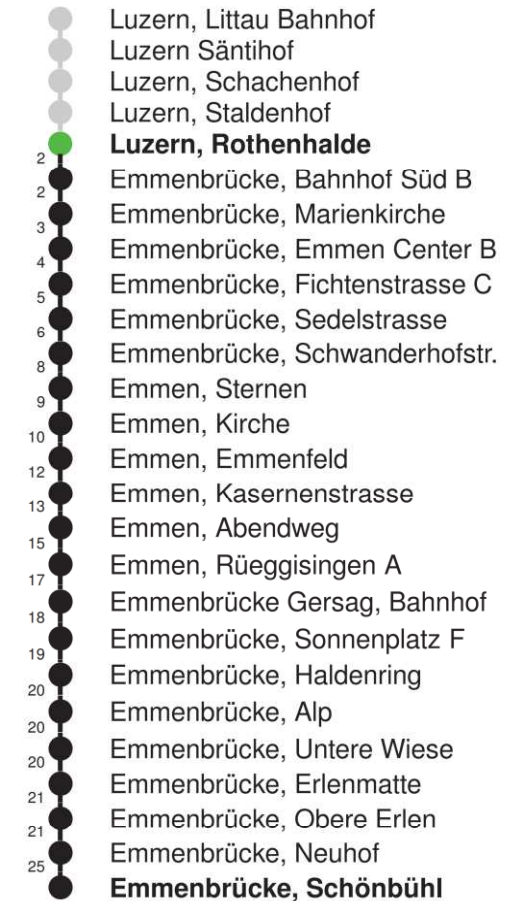 Luzern, Littau Bahnhof
Luzern Säntihof
Luzern, Schachenhof
Luzern, Staldenhof
Luzern, Rothenhalde
2 Emmenbrücke, Bahnhof Süd B
2 Emmenbrücke, Marienkirche
3 Emmenbrücke, Emmen Center B
4 Emmenbrücke, Fichtenstrasse C
5 Emmenbrücke, Sedelstrasse
6 Emmenbrücke, Schwanderhofstr.
8 Emmen, Sternen
9 Emmen, Kirche
10 Emmen, Emmenfeld
12 Emmen, Kasernenstrasse
13 Emmen, Abendweg
15 Emmen, Rüeggisingen A
17 Emmenbrücke Gersag, Bahnhof
18 Emmenbrücke, Sonnenplatz F
19 Emmenbrücke, Haldenring
20 Emmenbrücke, Alp
20 Emmenbrücke, Untere Wiese
20 Emmenbrücke, Erlenmatte
21 Emmenbrücke, Obere Erlen
21 Emmenbrücke, Neuhof
25 Emmenbrücke, Schönbühl